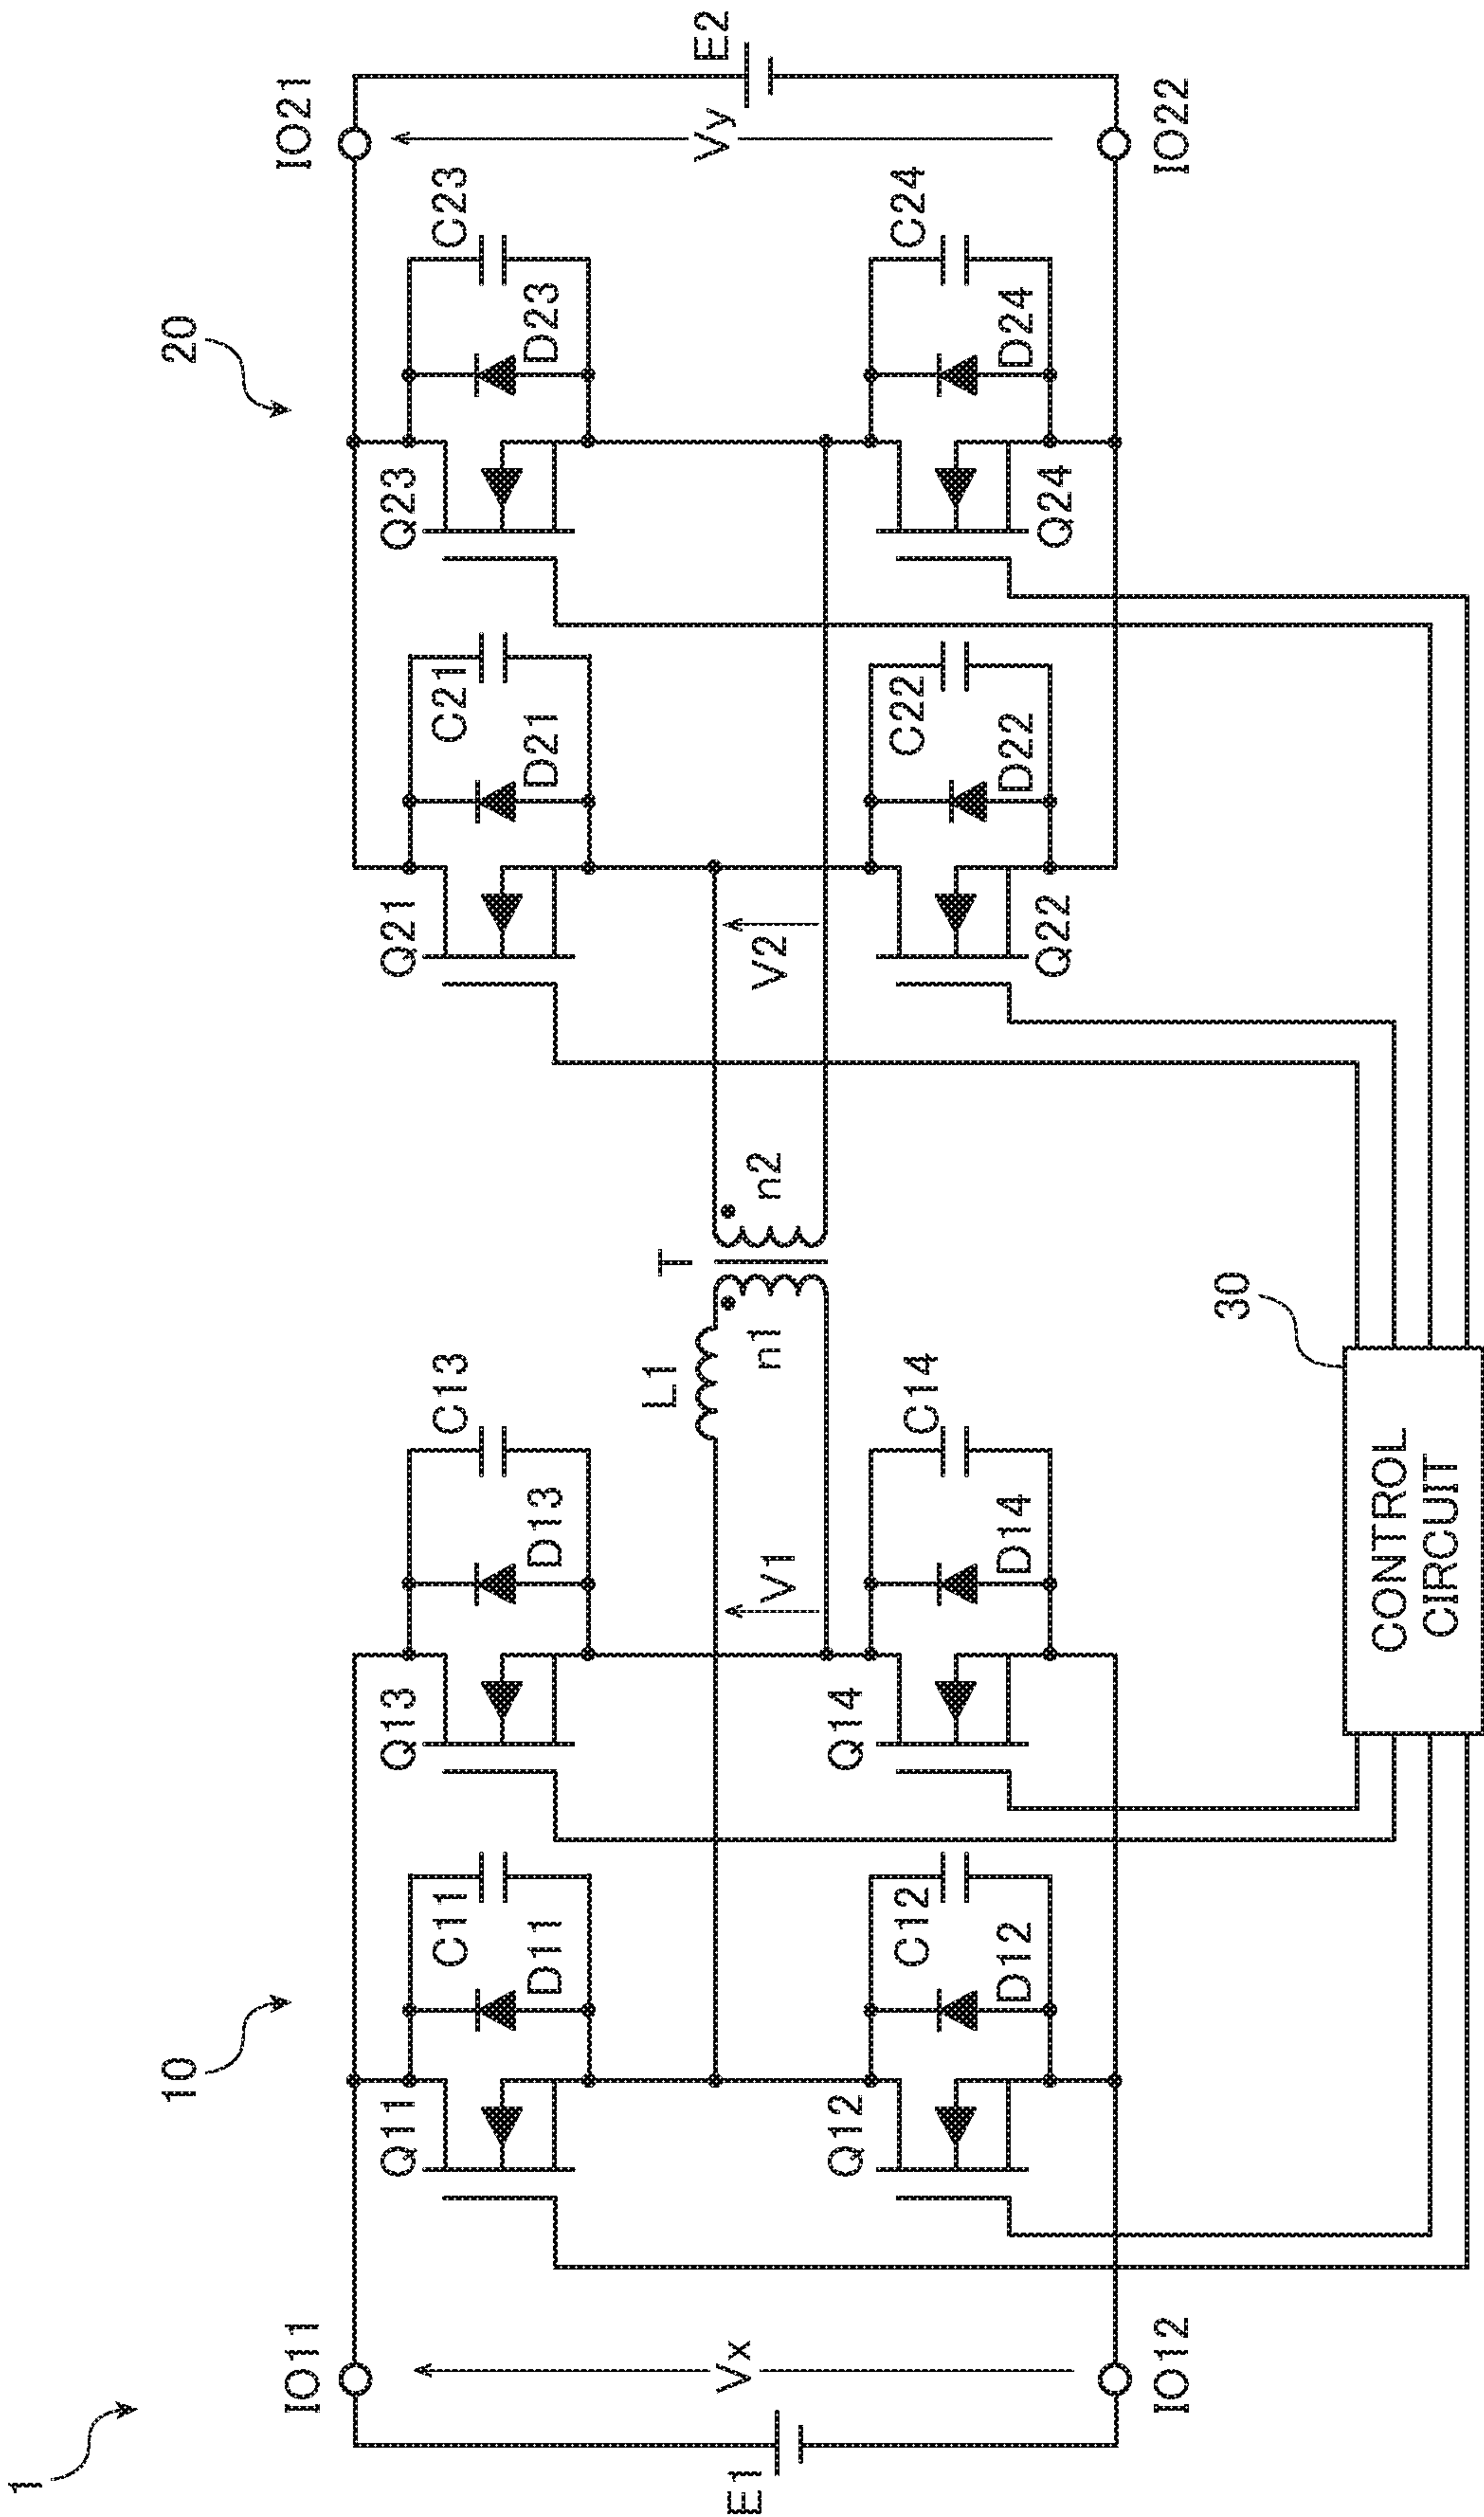 1
10
20
IO11
IO21
Q11
C11
D11
Q13
C13
D13
Q21
C21
D21
Q23
C23
D23
E1
Vx
V1
L1
T
n1
n2
V2
Vy
E2
Q12
C12
D12
Q14
C14
D14
Q22
C22
D22
Q24
C24
D24
IO12
IO22
30
CONTROL
CIRCUIT